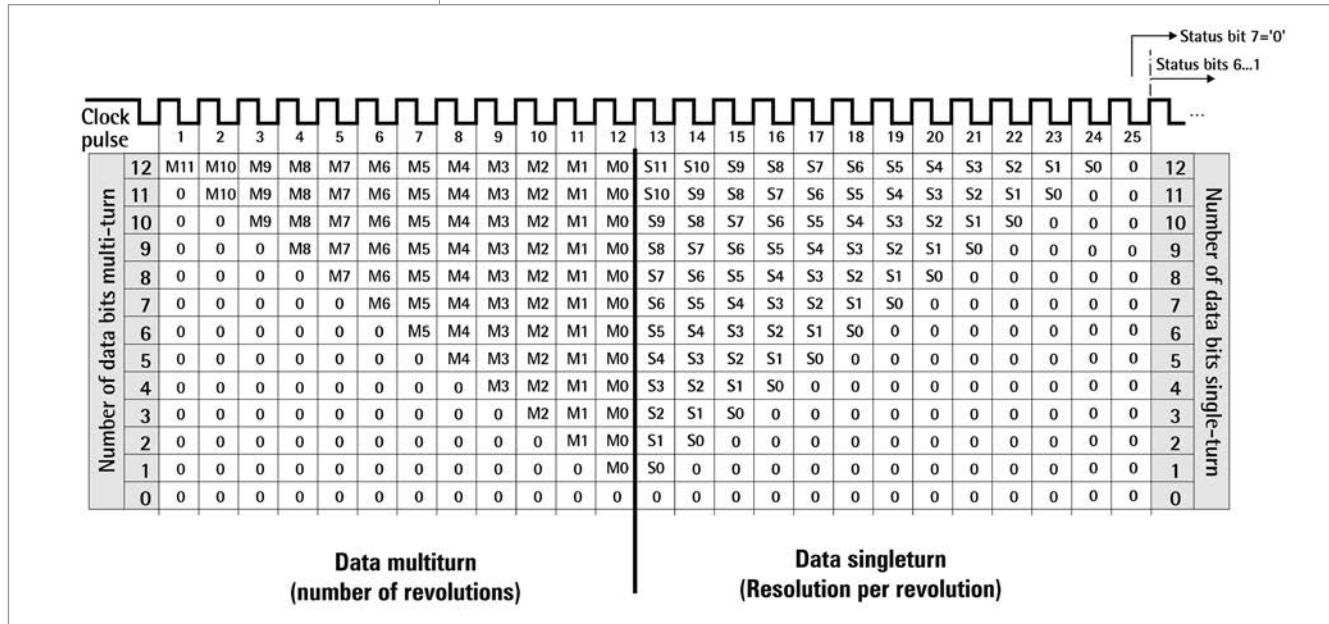 Status bit 7='0'
Status bits 6...1
Clock pulse
...
1 2 3 4 5 6 7 8 9 10 11 12 13 14 15 16 17 18 19 20 21 22 23 24 25
12 M11 M10 M9 M8 M7 M6 M5 M4 M3 M2 M1 M0 S11 S10 S9 S8 S7 S6 S5 S4 S3 S2 S1 S0 0 12
11 0 M10 M9 M8 M7 M6 M5 M4 M3 M2 M1 M0 S10 S9 S8 S7 S6 S5 S4 S3 S2 S1 S0 0 0 11
10 0 0 M9 M8 M7 M6 M5 M4 M3 M2 M1 M0 S9 S8 S7 S6 S5 S4 S3 S2 S1 S0 0 0 0 10
9 0 0 0 M8 M7 M6 M5 M4 M3 M2 M1 M0 S8 S7 S6 S5 S4 S3 S2 S1 S0 0 0 0 0 9
8 0 0 0 0 M7 M6 M5 M4 M3 M2 M1 M0 S7 S6 S5 S4 S3 S2 S1 S0 0 0 0 0 0 8
7 0 0 0 0 0 M6 M5 M4 M3 M2 M1 M0 S6 S5 S4 S3 S2 S1 S0 0 0 0 0 0 0 7
6 0 0 0 0 0 0 M5 M4 M3 M2 M1 M0 S5 S4 S3 S2 S1 S0 0 0 0 0 0 0 0 6
5 0 0 0 0 0 0 0 M4 M3 M2 M1 M0 S4 S3 S2 S1 S0 0 0 0 0 0 0 0 0 5
4 0 0 0 0 0 0 0 0 M3 M2 M1 M0 S3 S2 S1 S0 0 0 0 0 0 0 0 0 0 4
3 0 0 0 0 0 0 0 0 0 M2 M1 M0 S2 S1 S0 0 0 0 0 0 0 0 0 0 0 3
2 0 0 0 0 0 0 0 0 0 0 M1 M0 S1 S0 0 0 0 0 0 0 0 0 0 0 0 2
1 0 0 0 0 0 0 0 0 0 0 0 M0 S0 0 0 0 0 0 0 0 0 0 0 0 0 1
0 0 0 0 0 0 0 0 0 0 0 0 0 0 0 0 0 0 0 0 0 0 0 0 0 0 0
Number of data bits multi-turn
Number of data bits single-turn
Data multiturn
(number of revolutions)
Data singleturn
(Resolution per revolution)